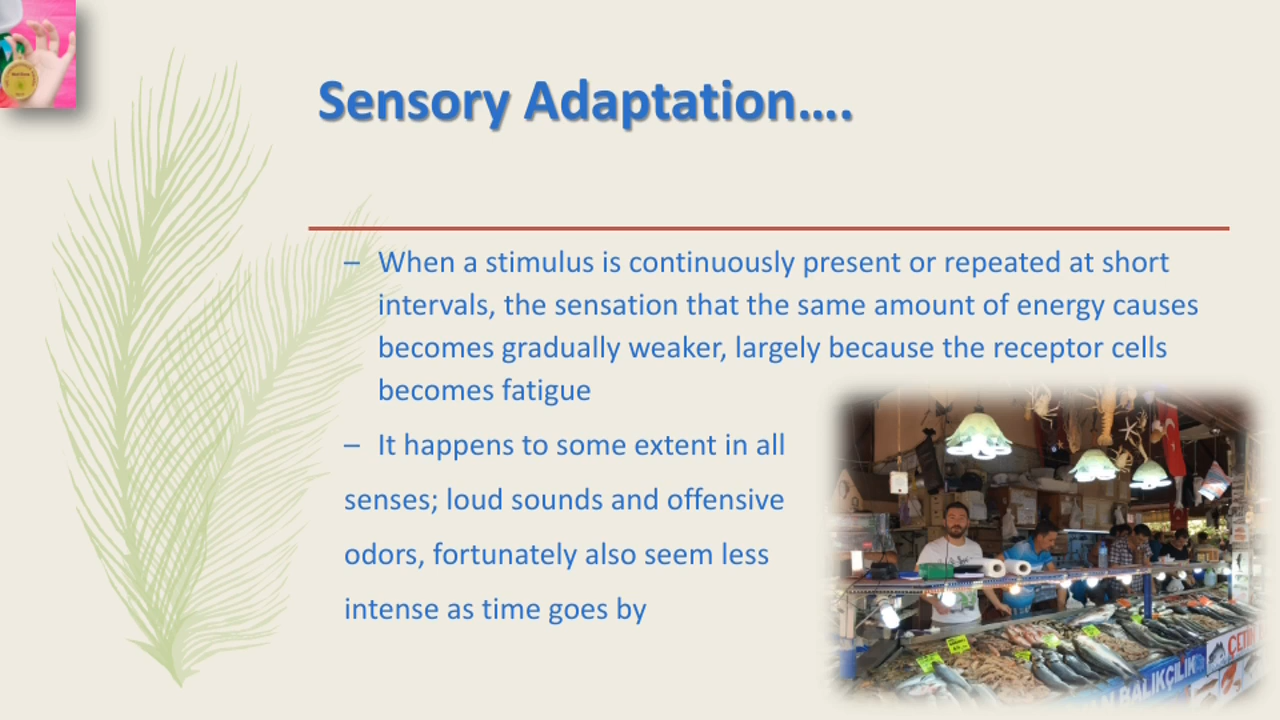 Sensory Adaptation....
– When a stimulus is continuously present or repeated at short
intervals, the sensation that the same amount of energy causes
becomes gradually weaker, largely because the receptor cells
becomes fatigue
– It happens to some extent in all
senses; loud sounds and offensive
odors, fortunately also seem less
intense as time goes by
BALIKÇILIK